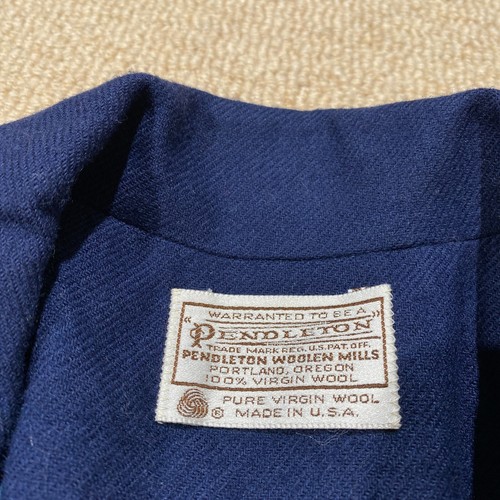 WARRANTED TO BE A
"PENDLETON"
TRADE MARK REG. U.S. PAT. OFF.
PENDLETON WOOLEN MILLS
PORTLAND, OREGON
100% VIRGIN WOOL
® PURE VIRGIN WOOL
MADE IN U.S.A.